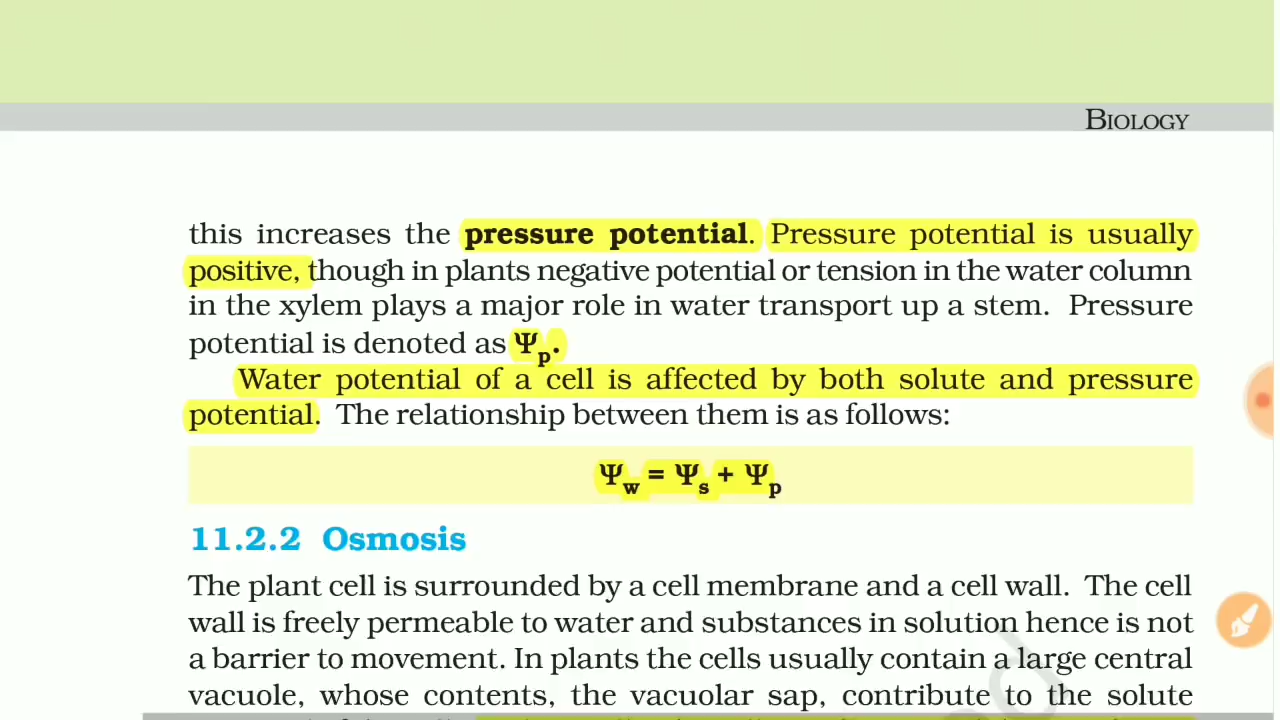 BIOLOGY
this increases the pressure potential. Pressure potential is usually
positive, though in plants negative potential or tension in the water column
in the xylem plays a major role in water transport up a stem. Pressure
potential is denoted as Ψp.
Water potential of a cell is affected by both solute and pressure
potential. The relationship between them is as follows:
Ψw = Ψs + Ψp
11.2.2 Osmosis
The plant cell is surrounded by a cell membrane and a cell wall. The cell
wall is freely permeable to water and substances in solution hence is not
a barrier to movement. In plants the cells usually contain a large central
vacuole, whose contents, the vacuolar sap, contribute to the solute